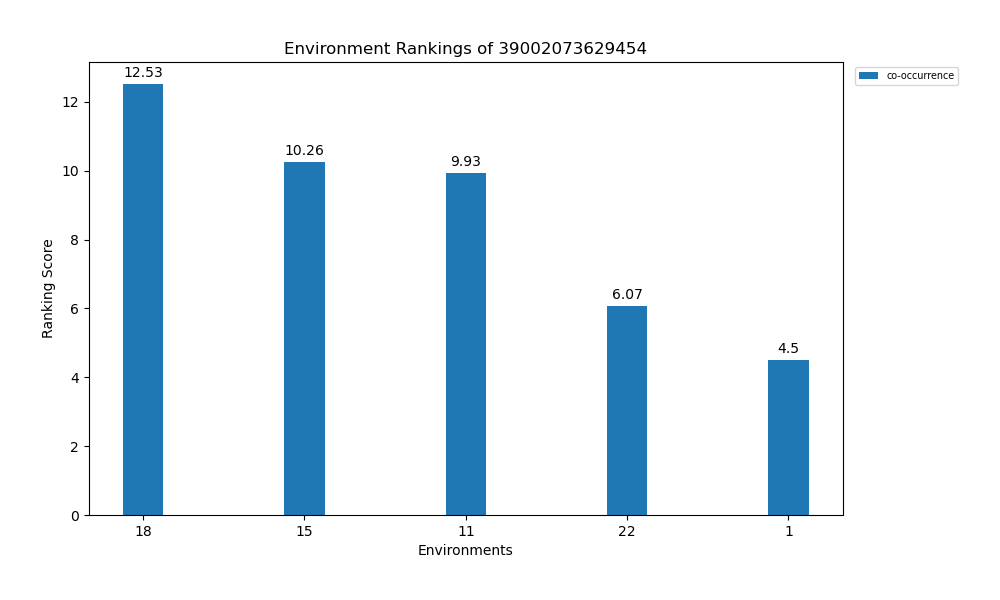 Environment Rankings of 39002073629454
co-occurrence
12.53
10.26
9.93
6.07
4.5
12
10
8
6
4
2
0
Ranking Score
18 15 11 22 1
Environments